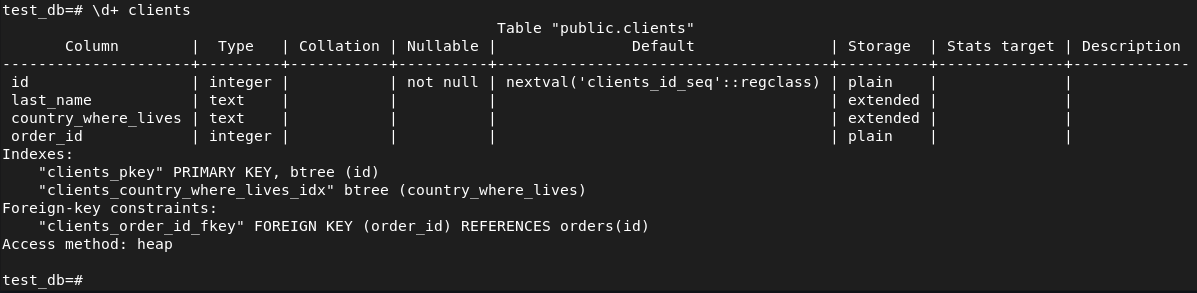 test_db=# \d+ clients
                                                         Table "public.clients"
       Column        |  Type   | Collation | Nullable |               Default               | Storage  | Stats target | Description 
---------------------+---------+-----------+----------+-------------------------------------+----------+--------------+-------------
 id                  | integer |           | not null | nextval('clients_id_seq'::regclass) | plain    |              | 
 last_name           | text    |           |          |                                     | extended |              | 
 country_where_lives | text    |           |          |                                     | extended |              | 
 order_id            | integer |           |          |                                     | plain    |              | 
Indexes:
    "clients_pkey" PRIMARY KEY, btree (id)
    "clients_country_where_lives_idx" btree (country_where_lives)
Foreign-key constraints:
    "clients_order_id_fkey" FOREIGN KEY (order_id) REFERENCES orders(id)
Access method: heap

test_db=#